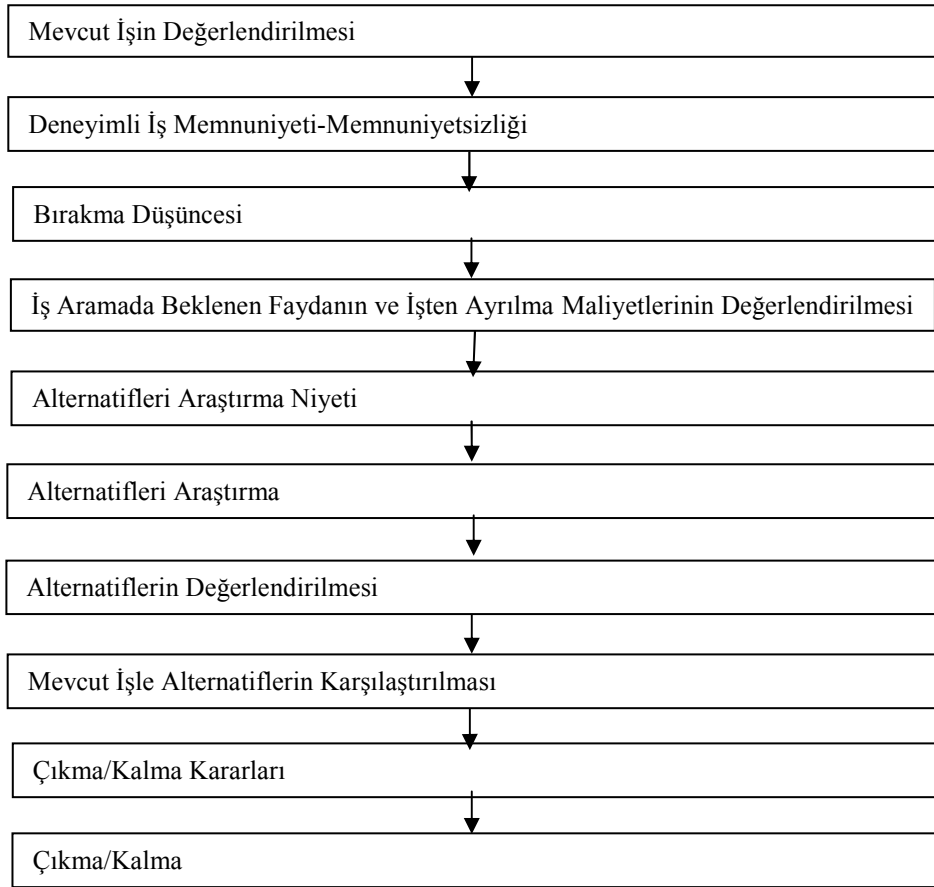 Mevcut İşin Değerlendirilmesi
Deneyimli İş Memnuniyeti-Memnuniyetsizliği
Bırakma Düşüncesi
İş Aramada Beklenen Faydanın ve İşten Ayrılma Maliyetlerinin Değerlendirilmesi
Alternatifleri Araştırma Niyeti
Alternatifleri Araştırma
Alternatiflerin Değerlendirilmesi
Mevcut İşle Alternatiflerin Karşılaştırılması
Çıkma/Kalma Kararları
Çıkma/Kalma